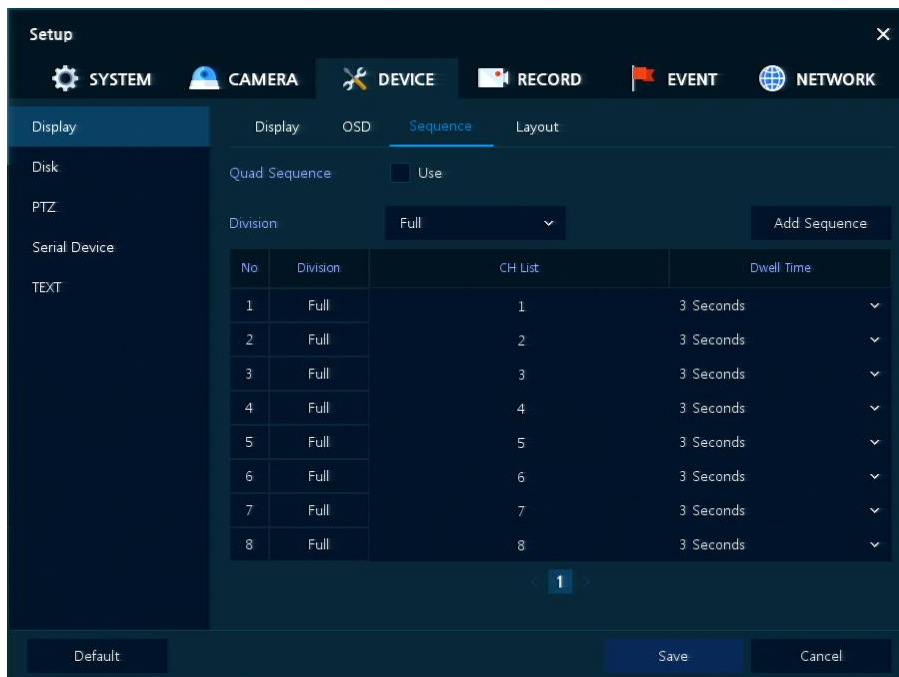 Setup
SYSTEM CAMERA DEVICE RECORD EVENT NETWORK
Display
Disk
PTZ
Serial Device
TEXT
Display OSD Sequence Layout
Quad Sequence Use
Division Full Add Sequence
No Division CH List Dwell Time
1 Full 1 3 Seconds
2 Full 2 3 Seconds
3 Full 3 3 Seconds
4 Full 4 3 Seconds
5 Full 5 3 Seconds
6 Full 6 3 Seconds
7 Full 7 3 Seconds
8 Full 8 3 Seconds
< 1 >
Default Save Cancel